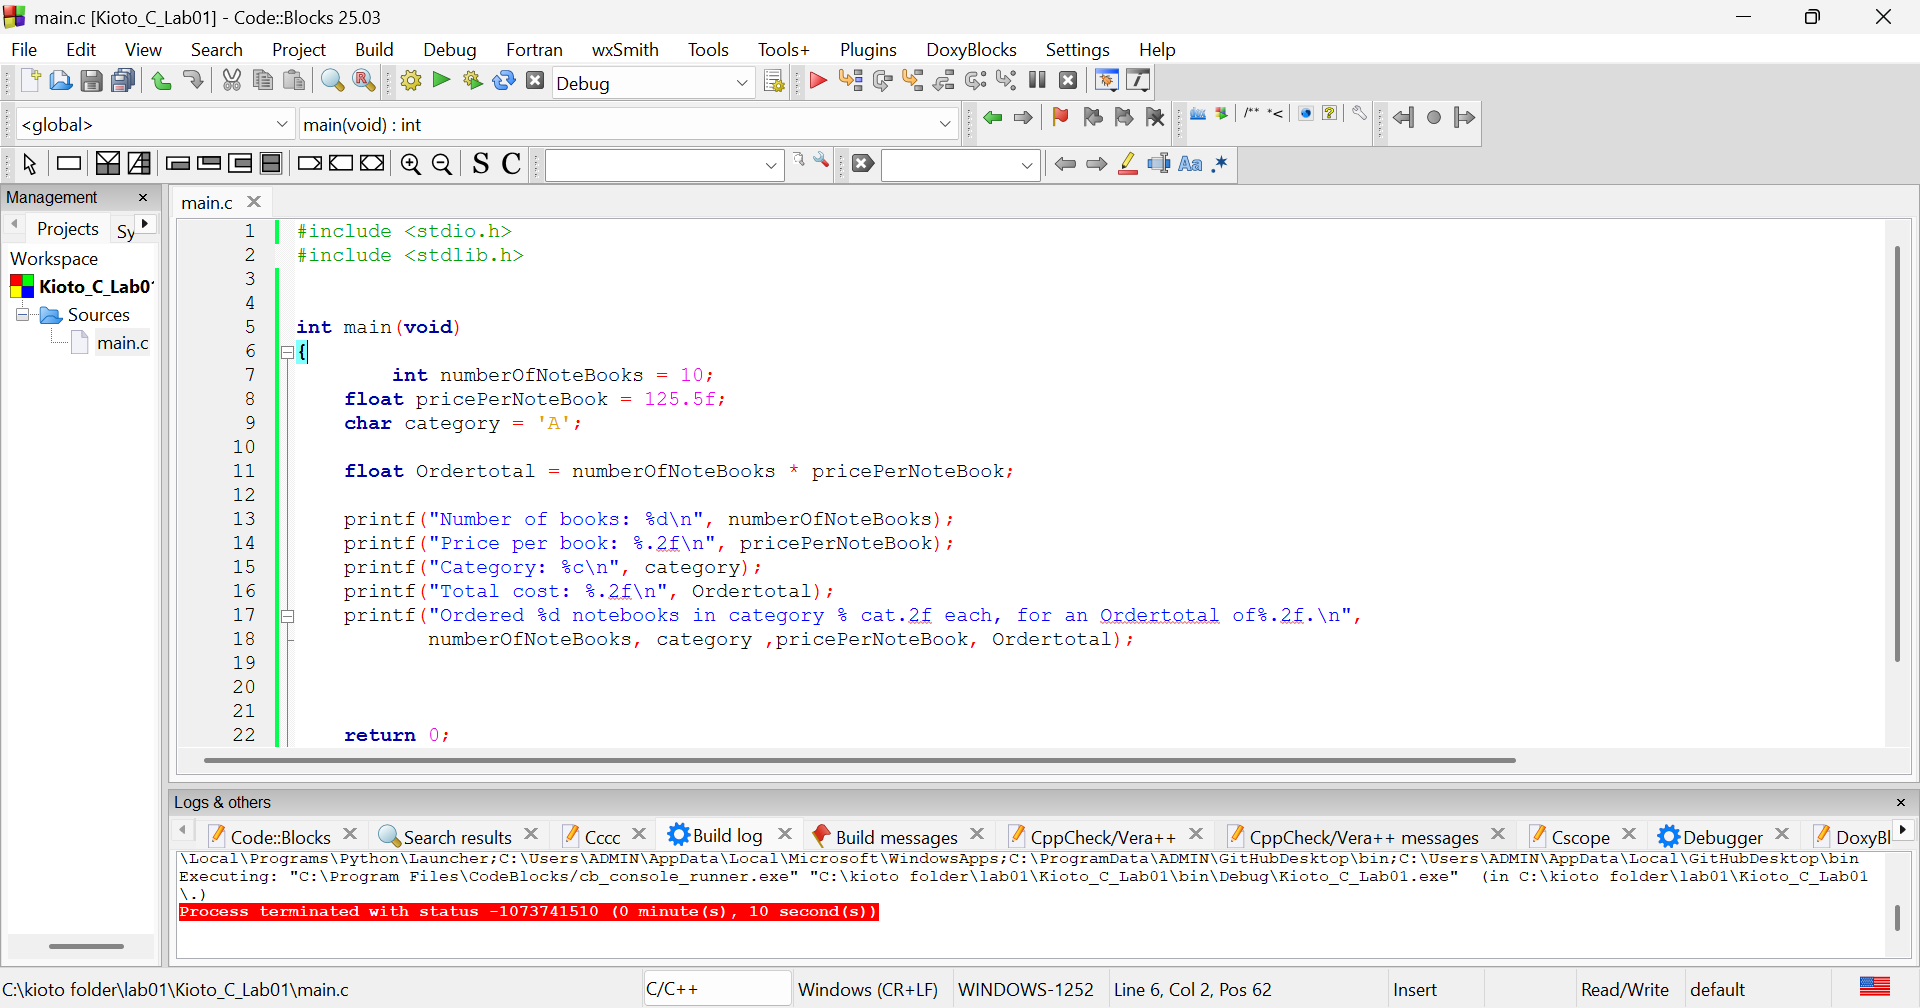 main.c [Kioto_C_Lab01] - Code::Blocks 25.03
File Edit View Search Project Build Debug Fortran wxSmith Tools Tools+ Plugins DoxyBlocks Settings Help
Debug
<global> main(void) : int
/** *<
S C
Aa .*
Management
main.c
Projects Sy
Workspace
Kioto_C_Lab01
Sources
main.c
1 #include <stdio.h>
2 #include <stdlib.h>
3
4
5 int main(void)
6 {
7 int numberOfNoteBooks = 10;
8 float pricePerNoteBook = 125.5f;
9 char category = 'A';
10
11 float Ordertotal = numberOfNoteBooks * pricePerNoteBook;
12
13 printf("Number of books: %d\n", numberOfNoteBooks);
14 printf("Price per book: %.2f\n", pricePerNoteBook);
15 printf("Category: %c\n", category);
16 printf("Total cost: %.2f\n", Ordertotal);
17 printf("Ordered %d notebooks in category % cat.2f each, for an Ordertotal of%.2f.\n",
18 numberOfNoteBooks, category ,pricePerNoteBook, Ordertotal);
19
20
21
22 return 0;
Logs & others
Code::Blocks Search results Cccc Build log Build messages CppCheck/Vera++ CppCheck/Vera++ messages Cscope Debugger DoxyBl
\Local\Programs\Python\Launcher;C:\Users\ADMIN\AppData\Local\Microsoft\WindowsApps;C:\ProgramData\ADMIN\GitHubDesktop\bin;C:\Users\ADMIN\AppData\Local\GitHubDesktop\bin
Executing: "C:\Program Files\CodeBlocks/cb_console_runner.exe" "C:\kioto folder\lab01\Kioto_C_Lab01\bin\Debug\Kioto_C_Lab01.exe" (in C:\kioto folder\lab01\Kioto_C_Lab01
\.)
Process terminated with status -1073741510 (0 minute(s), 10 second(s))
C:\kioto folder\lab01\Kioto_C_Lab01\main.c C/C++ Windows (CR+LF) WINDOWS-1252 Line 6, Col 2, Pos 62 Insert Read/Write default